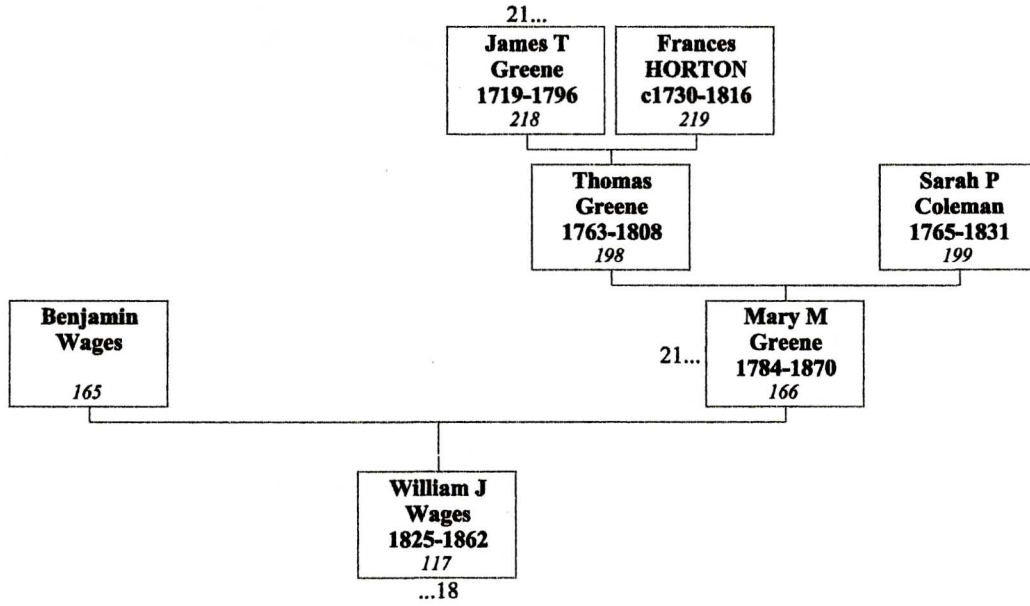 21...
James T
Greene
1719-1796
218
Frances
HORTON
c1730-1816
219
Thomas
Greene
1763-1808
198
Sarah P
Coleman
1765-1831
199
Benjamin
Wages
165
21...
Mary M
Greene
1784-1870
166
William J
Wages
1825-1862
117
...18